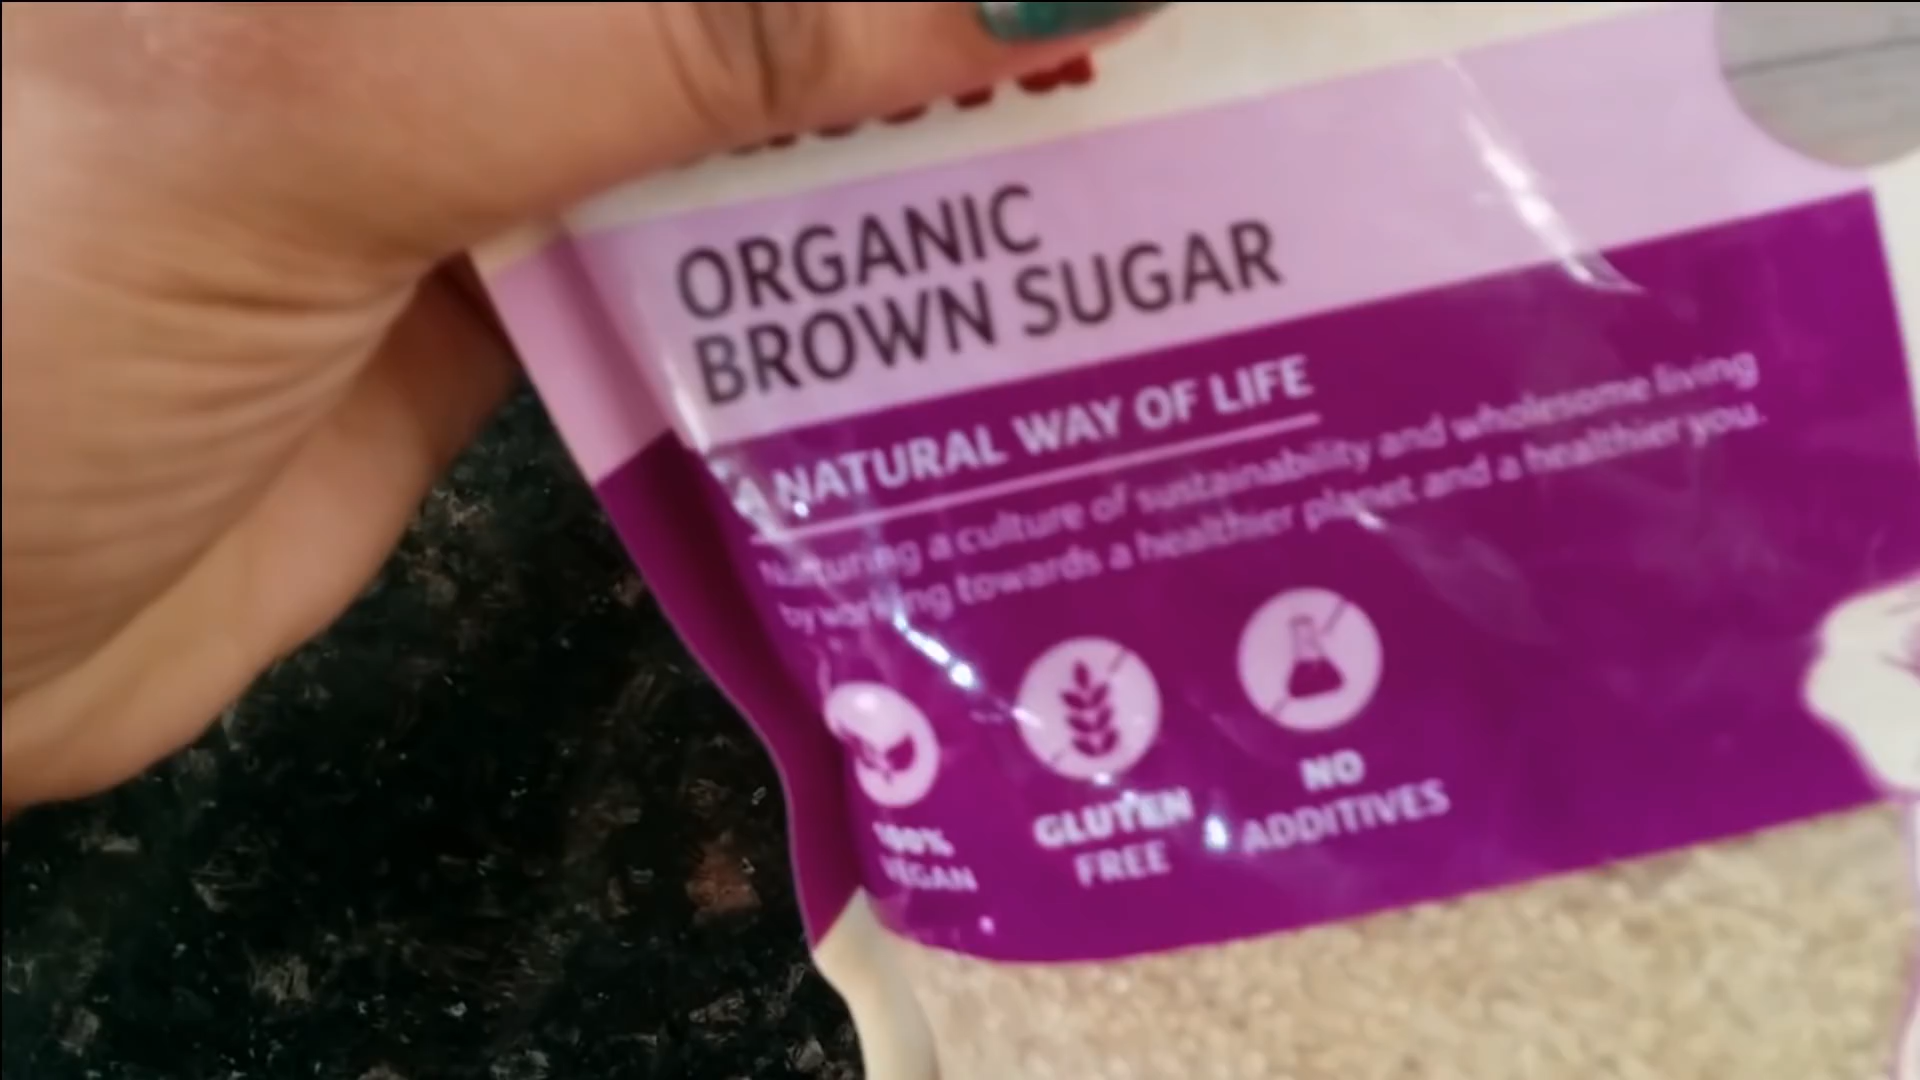 ORGANIC
BROWN SUGAR
A NATURAL WAY OF LIFE
Nurturing a culture of sustainability and wholesome living
by working towards a healthier planet and a healthier you.
100%
VEGAN
GLUTEN
FREE
NO
ADDITIVES